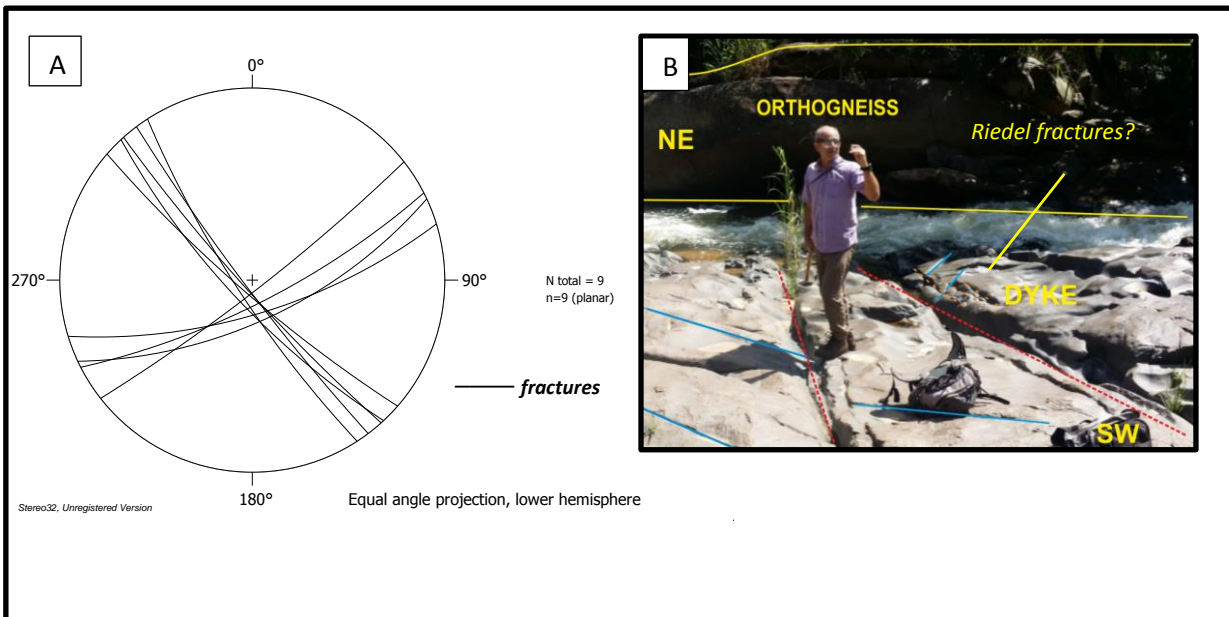 A
0°
270°
90°
180°
N total = 9
n=9 (planar)
fractures
Stereo32, Unregistered Version
Equal angle projection, lower hemisphere
B
ORTHOGNEISS
NE
Riedel fractures?
DYKE
SW